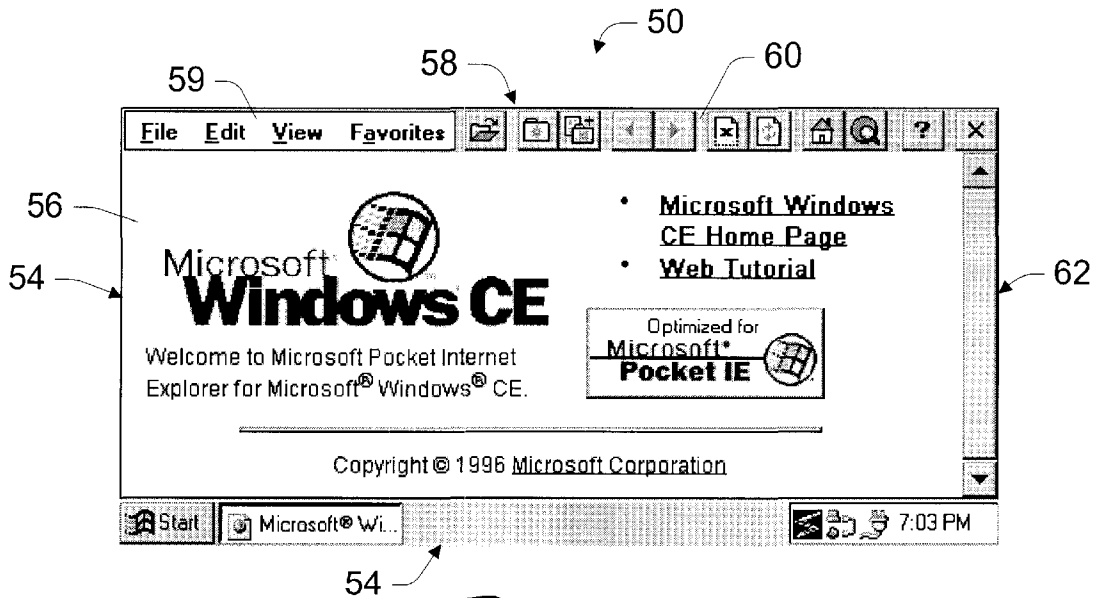 50
58
60
59
File Edit View Favorites ?
56
54
62
Microsoft
Windows CE
Welcome to Microsoft Pocket Internet
Explorer for Microsoft® Windows® CE.
• Microsoft Windows
CE Home Page
• Web Tutorial
Optimized for
Microsoft®
Pocket IE
Copyright © 1996 Microsoft Corporation
Start Microsoft® Wi... 7:03 PM
54